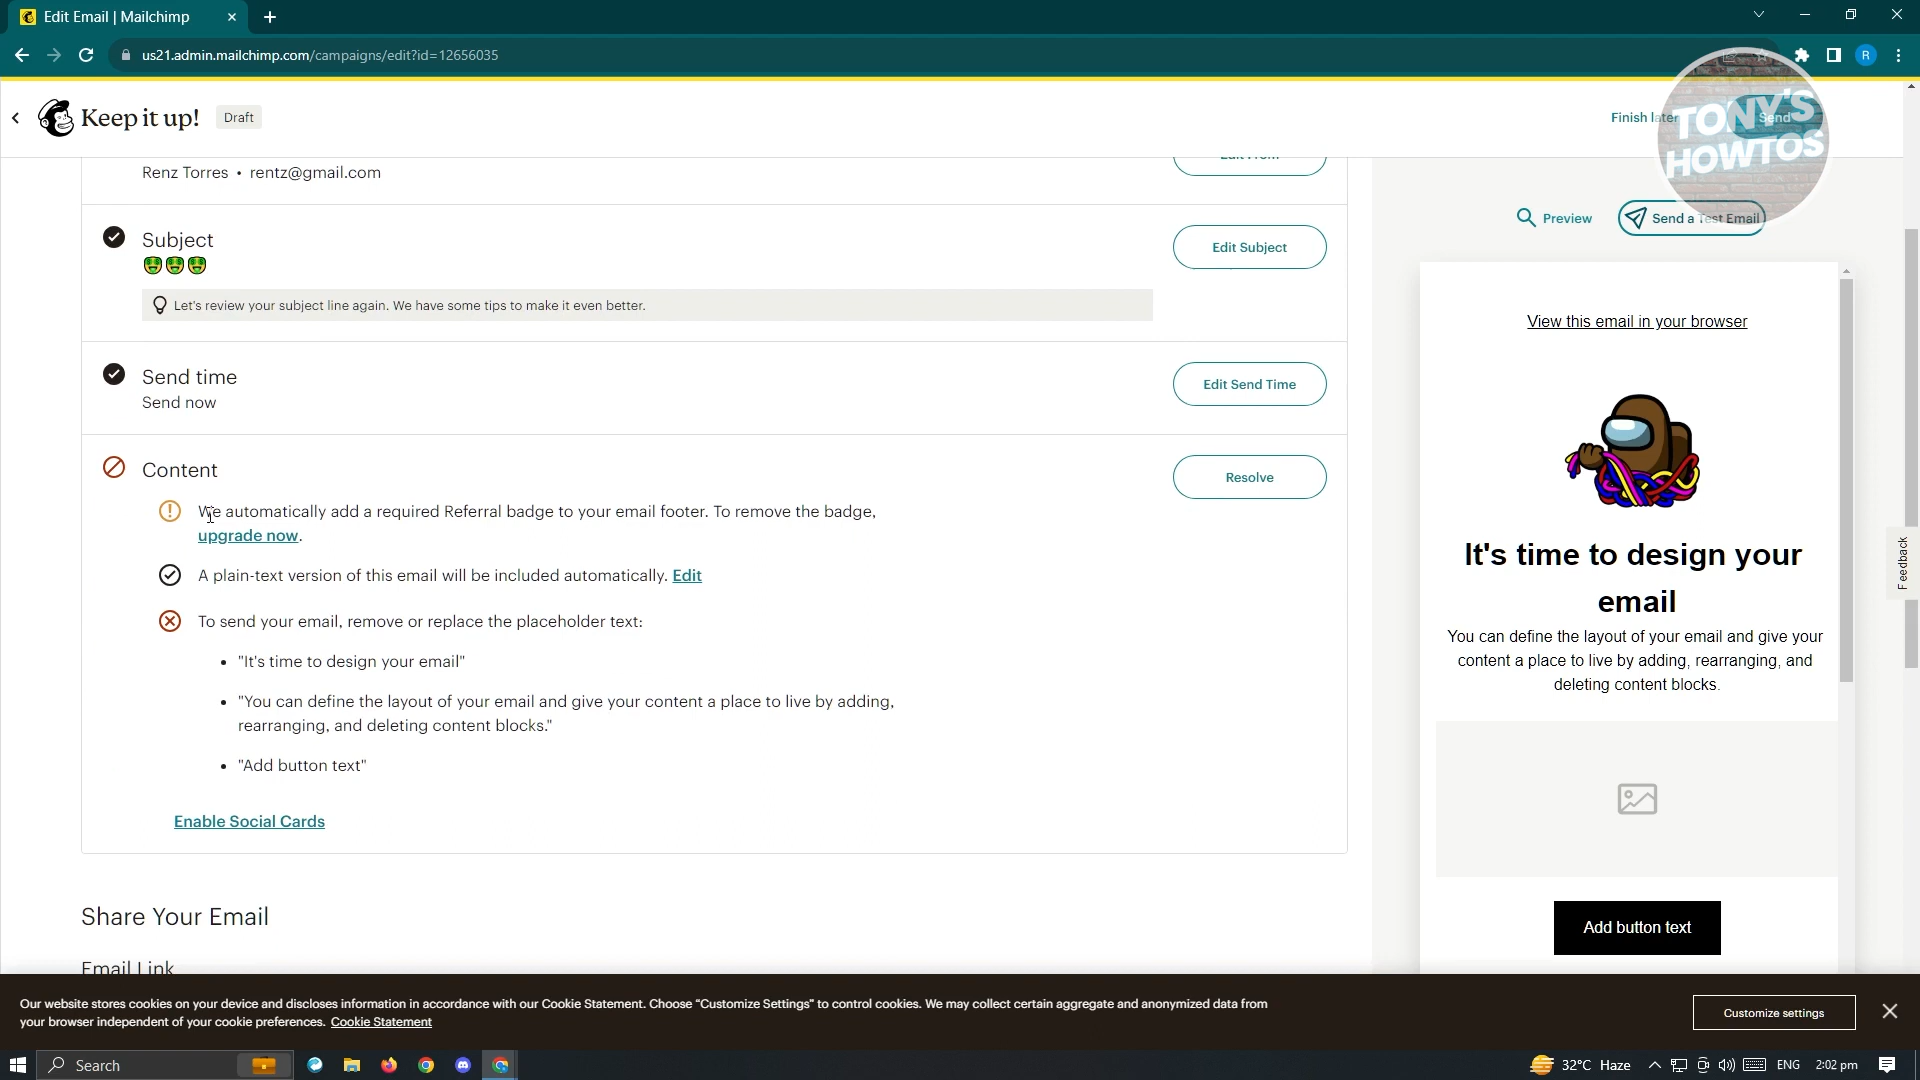 Edit Email | Mailchimp
us21.admin.mailchimp.com/campaigns/edit?id=12656035
R
Keep it up!
Draft
Finish later
Send
TONY'S
HOWTOS
Renz Torres • rentz@gmail.com
Edit From
Preview
Send a Test Email
Subject
Edit Subject
Let's review your subject line again. We have some tips to make it even better.
Send time
Send now
Edit Send Time
Content
Resolve
We automatically add a required Referral badge to your email footer. To remove the badge,
upgrade now.
A plain-text version of this email will be included automatically. Edit
To send your email, remove or replace the placeholder text:
• "It's time to design your email"
• "You can define the layout of your email and give your content a place to live by adding,
rearranging, and deleting content blocks."
• "Add button text"
Enable Social Cards
Share Your Email
Email Link
View this email in your browser
It's time to design your
email
You can define the layout of your email and give your
content a place to live by adding, rearranging, and
deleting content blocks.
Add button text
Feedback
Our website stores cookies on your device and discloses information in accordance with our Cookie Statement. Choose "Customize Settings" to control cookies. We may collect certain aggregate and anonymized data from
your browser independent of your cookie preferences. Cookie Statement
Customize settings
Search
32°C Haze
ENG
2:02 pm